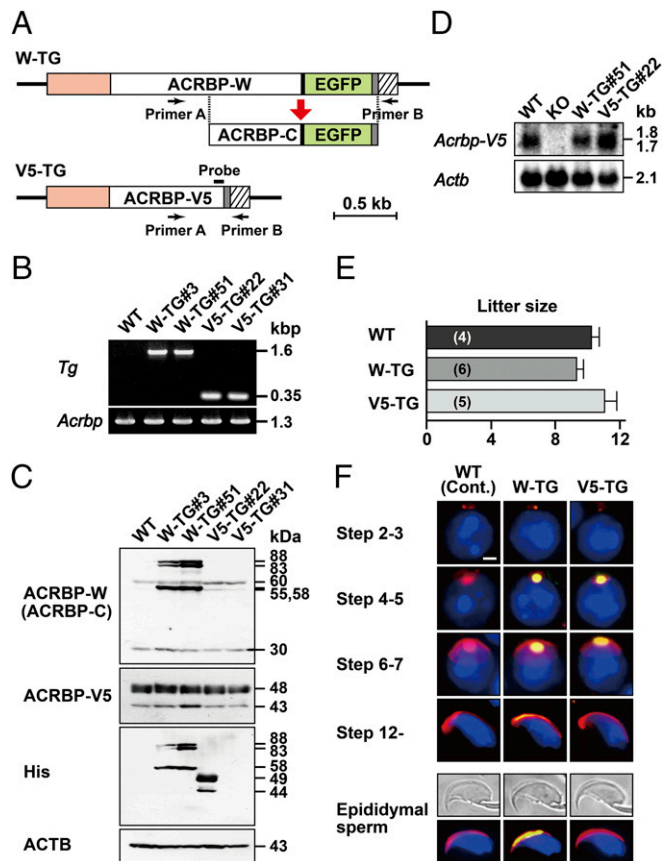 A
W-TG
ACRBP-W
EGFP
Primer A
Primer B
ACRBP-C
EGFP
V5-TG
Probe
ACRBP-V5
Primer A
Primer B
0.5 kb
B
WT
W-TG#3
W-TG#51
V5-TG#22
V5-TG#31
kbp
Tg
1.6
0.35
Acrbp
1.3
C
WT
W-TG#3
W-TG#51
V5-TG#22
V5-TG#31
kDa
ACRBP-W
(ACRBP-C)
88
83
60
55,58
30
ACRBP-V5
48
43
His
88
83
58
49
44
ACTB
43
D
WT
KO
W-TG#51
V5-TG#22
kb
Acrbp-V5
1.8
1.7
Actb
2.1
E
Litter size
WT
(4)
W-TG
(6)
V5-TG
(5)
0 4 8 12
F
WT
(Cont.)
W-TG
V5-TG
Step 2-3
Step 4-5
Step 6-7
Step 12-
Epididymal
sperm